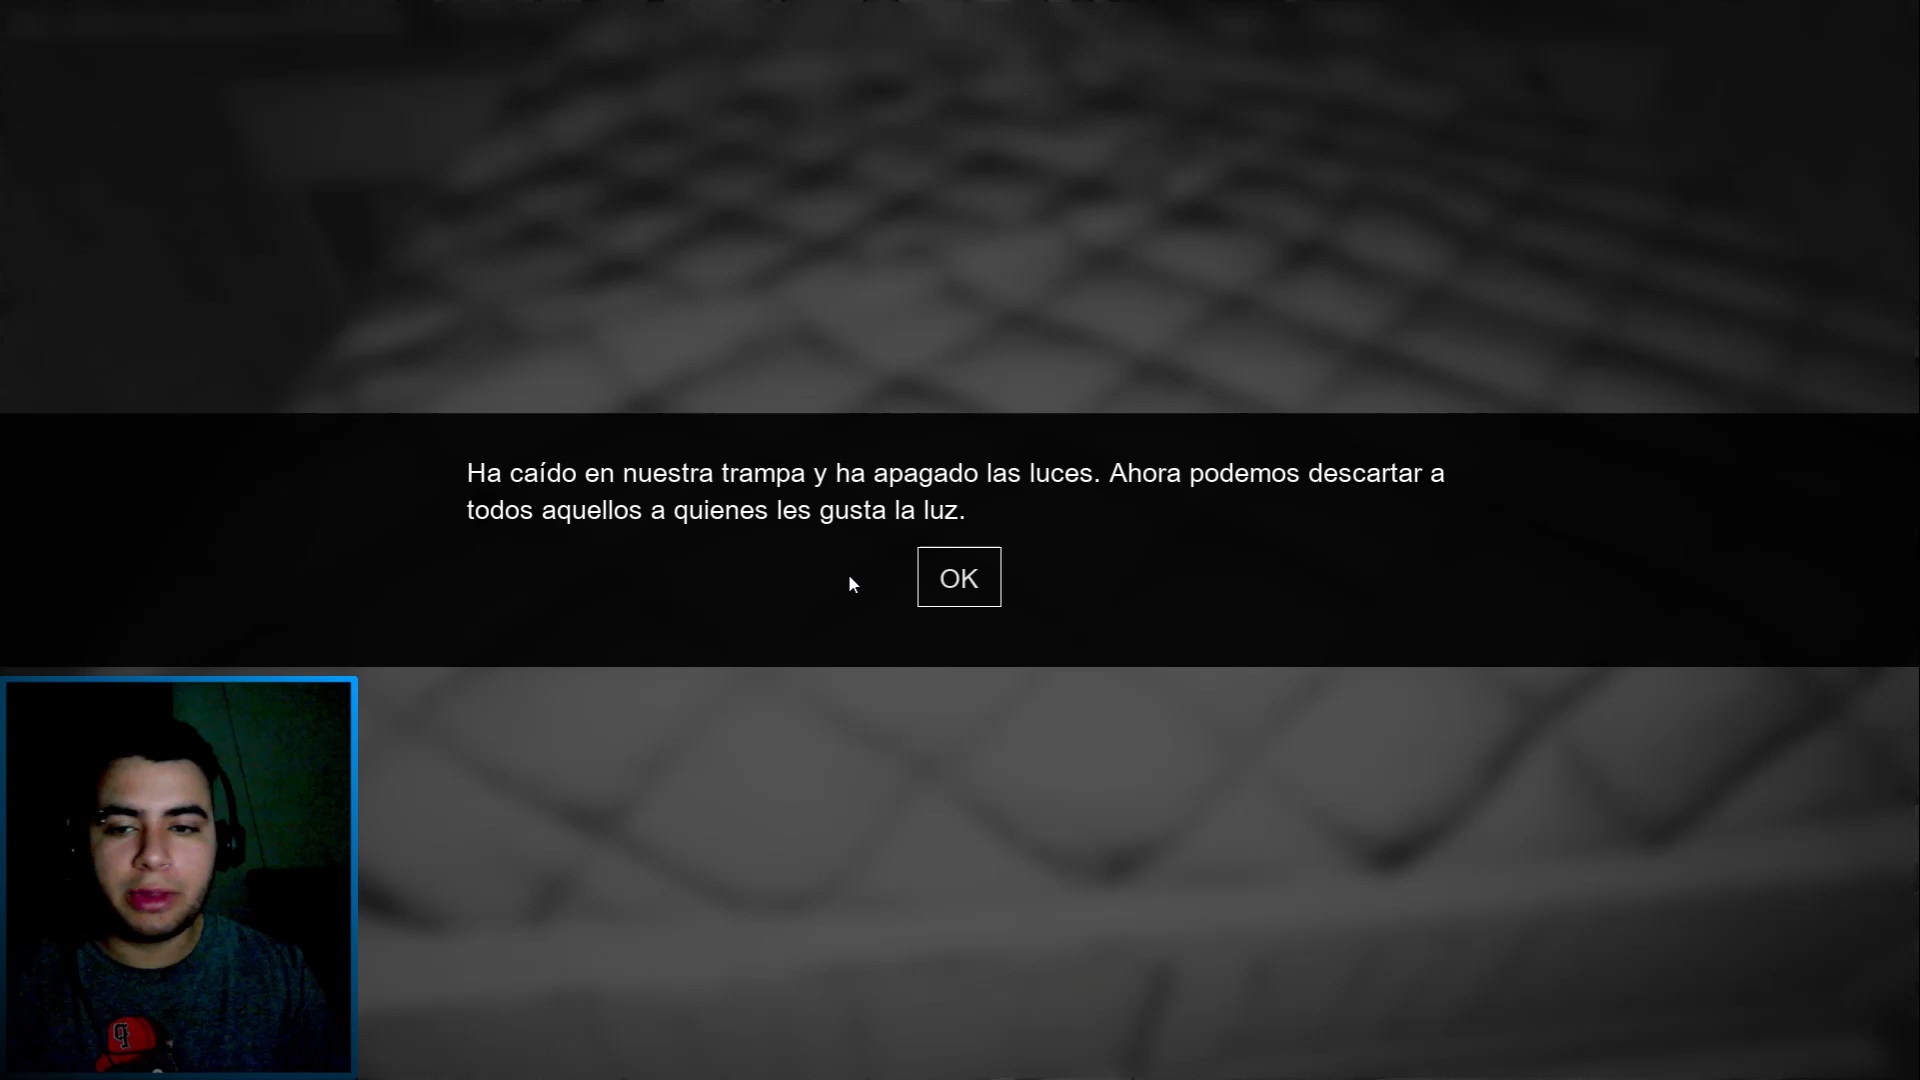 Ha caído en nuestra trampa y ha apagado las luces. Ahora podemos descartar a
todos aquellos a quienes les gusta la luz.
OK